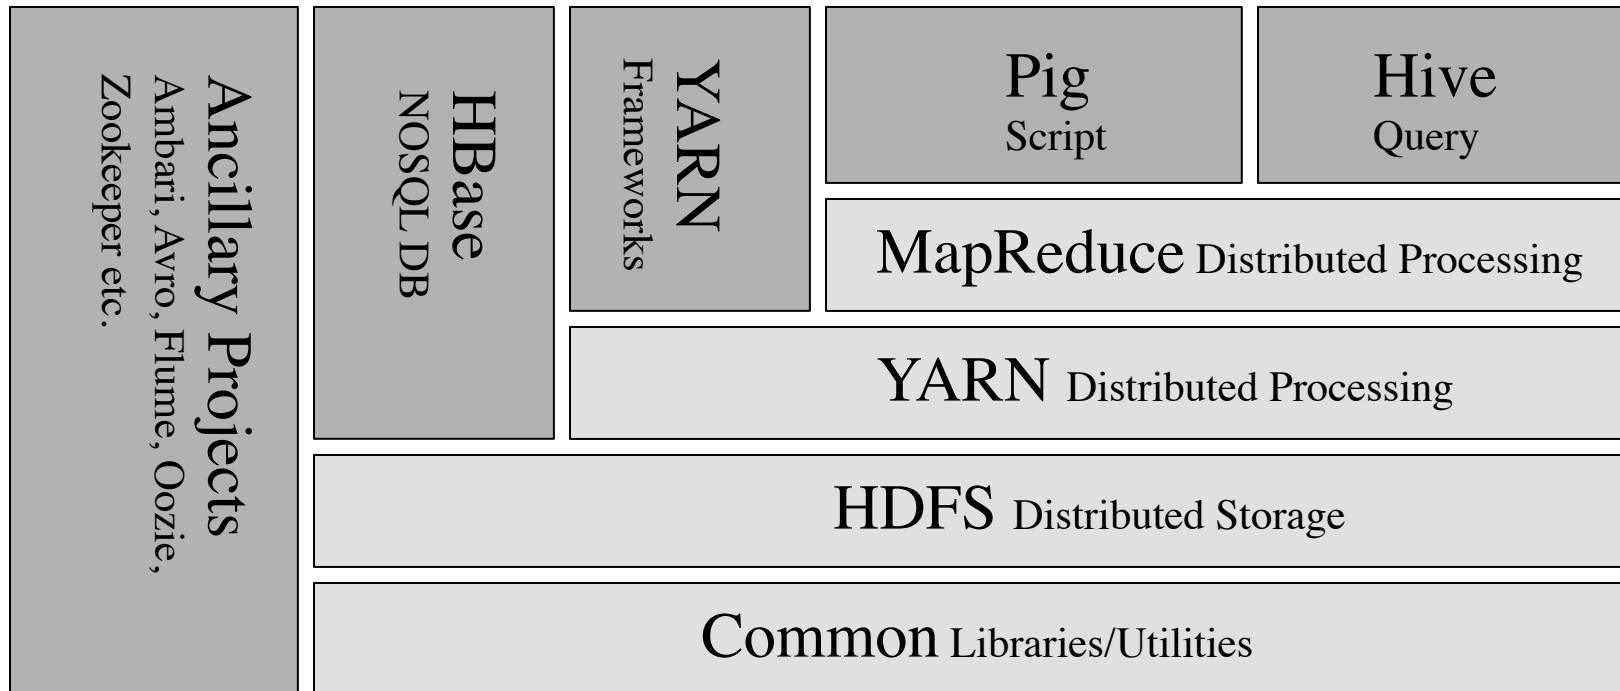 Ancillary Projects
Ambari, Avro, Flume, Oozie,
Zookeeper etc.
HBase
NOSQL DB
YARN
Frameworks
Pig
Script
Hive
Query
MapReduce Distributed Processing
YARN Distributed Processing
HDFS Distributed Storage
Common Libraries/Utilities